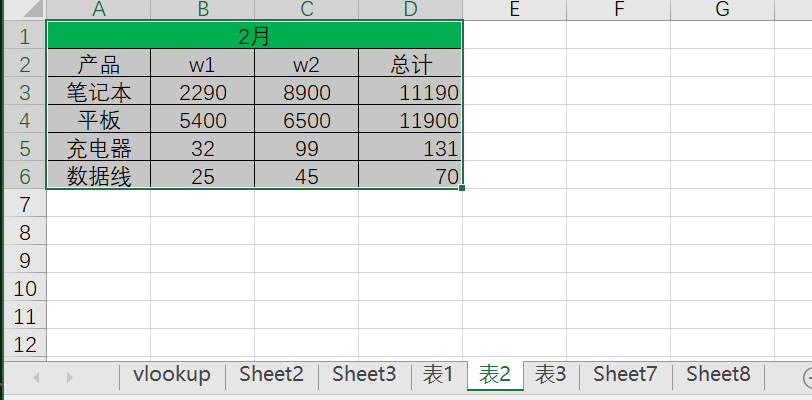 A B C D E F G
1 2月
2 产品 w1 w2 总计
3 笔记本 2290 8900 11190
4 平板 5400 6500 11900
5 充电器 32 99 131
6 数据线 25 45 70
7
8
9
10
11
12
vlookup Sheet2 Sheet3 表1 表2 表3 Sheet7 Sheet8